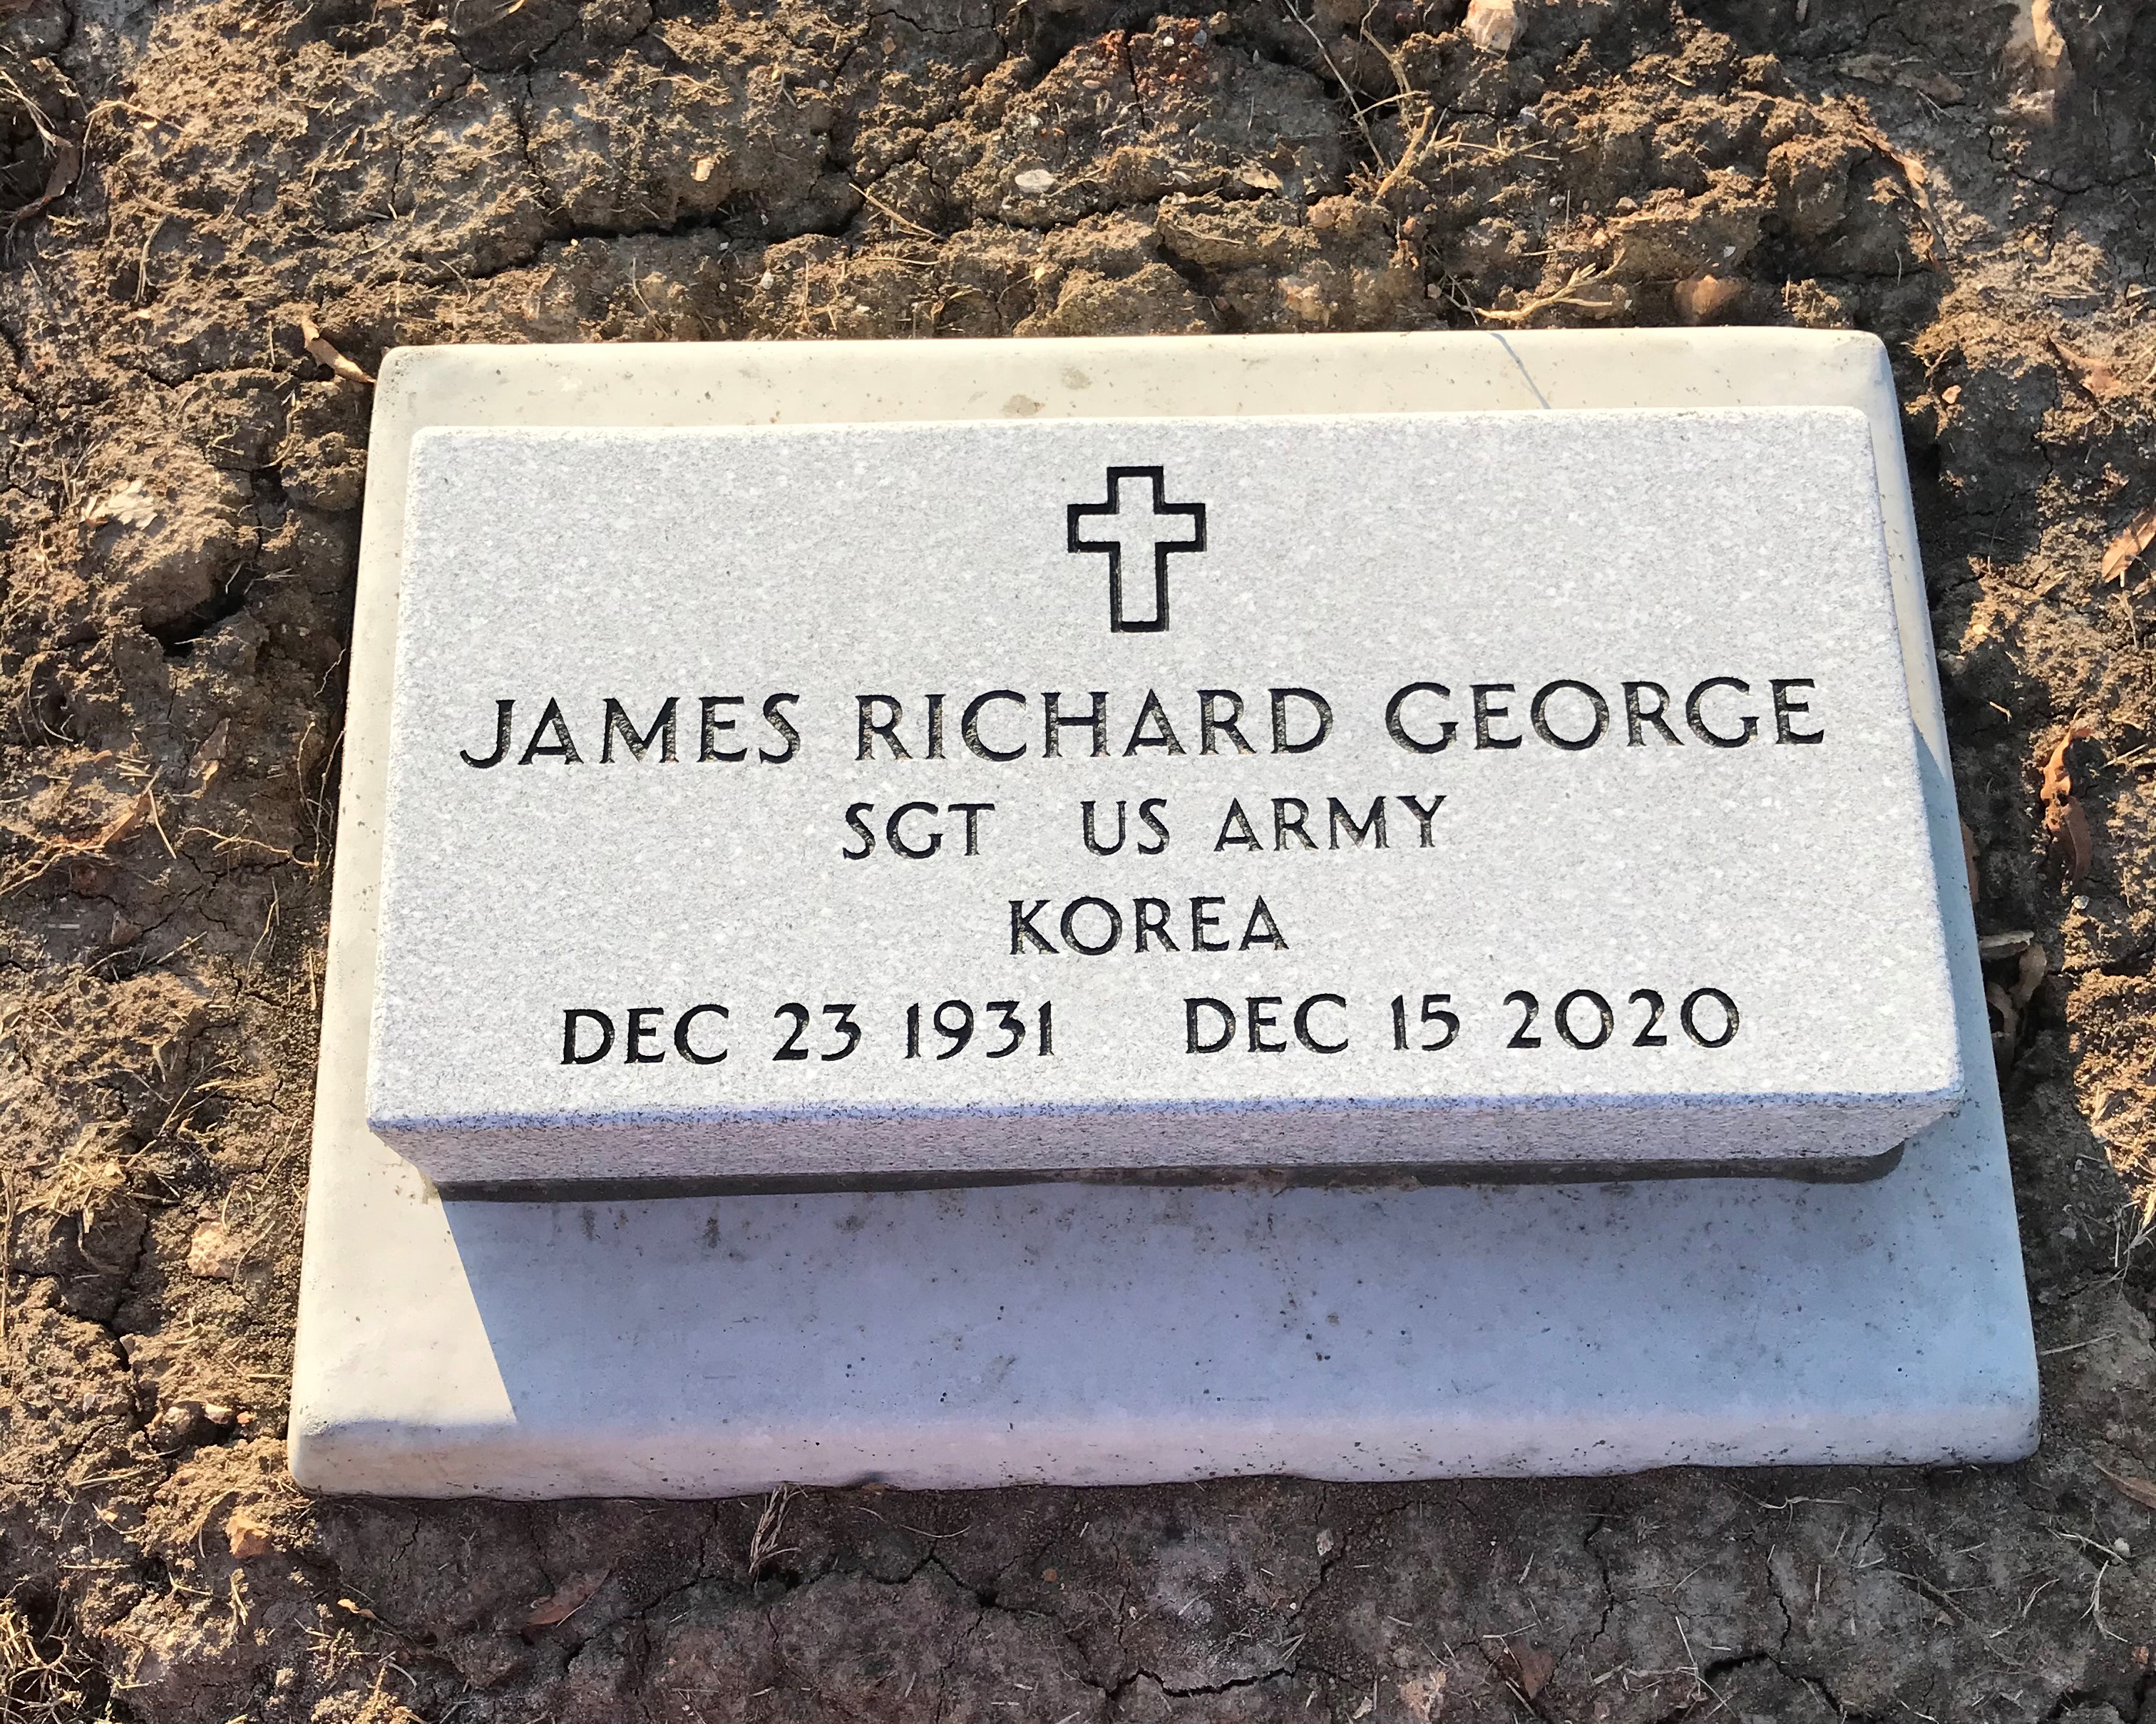 JAMES RICHARD GEORGE
SGT US ARMY
KOREA
DEC 23 1931 DEC 15 2020